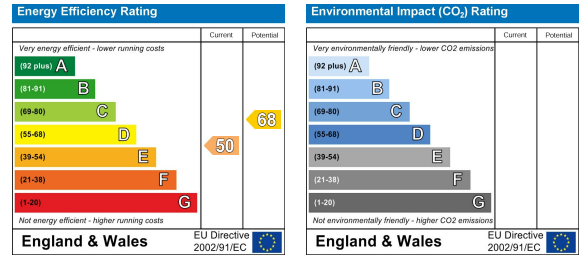 Energy Efficiency Rating
Current Potential
Very energy efficient - lower running costs
(92 plus) A
(81-91) B
(69-80) C
(55-68) D
(39-54) E
(21-38) F
(1-20) G
50
68
Not energy efficient - higher running costs
England & Wales
EU Directive
2002/91/EC
Environmental Impact (CO₂) Rating
Current Potential
Very environmentally friendly - lower CO2 emissions
(92 plus) A
(81-91) B
(69-80) C
(55-68) D
(39-54) E
(21-38) F
(1-20) G
Not environmentally friendly - higher CO2 emissions
England & Wales
EU Directive
2002/91/EC